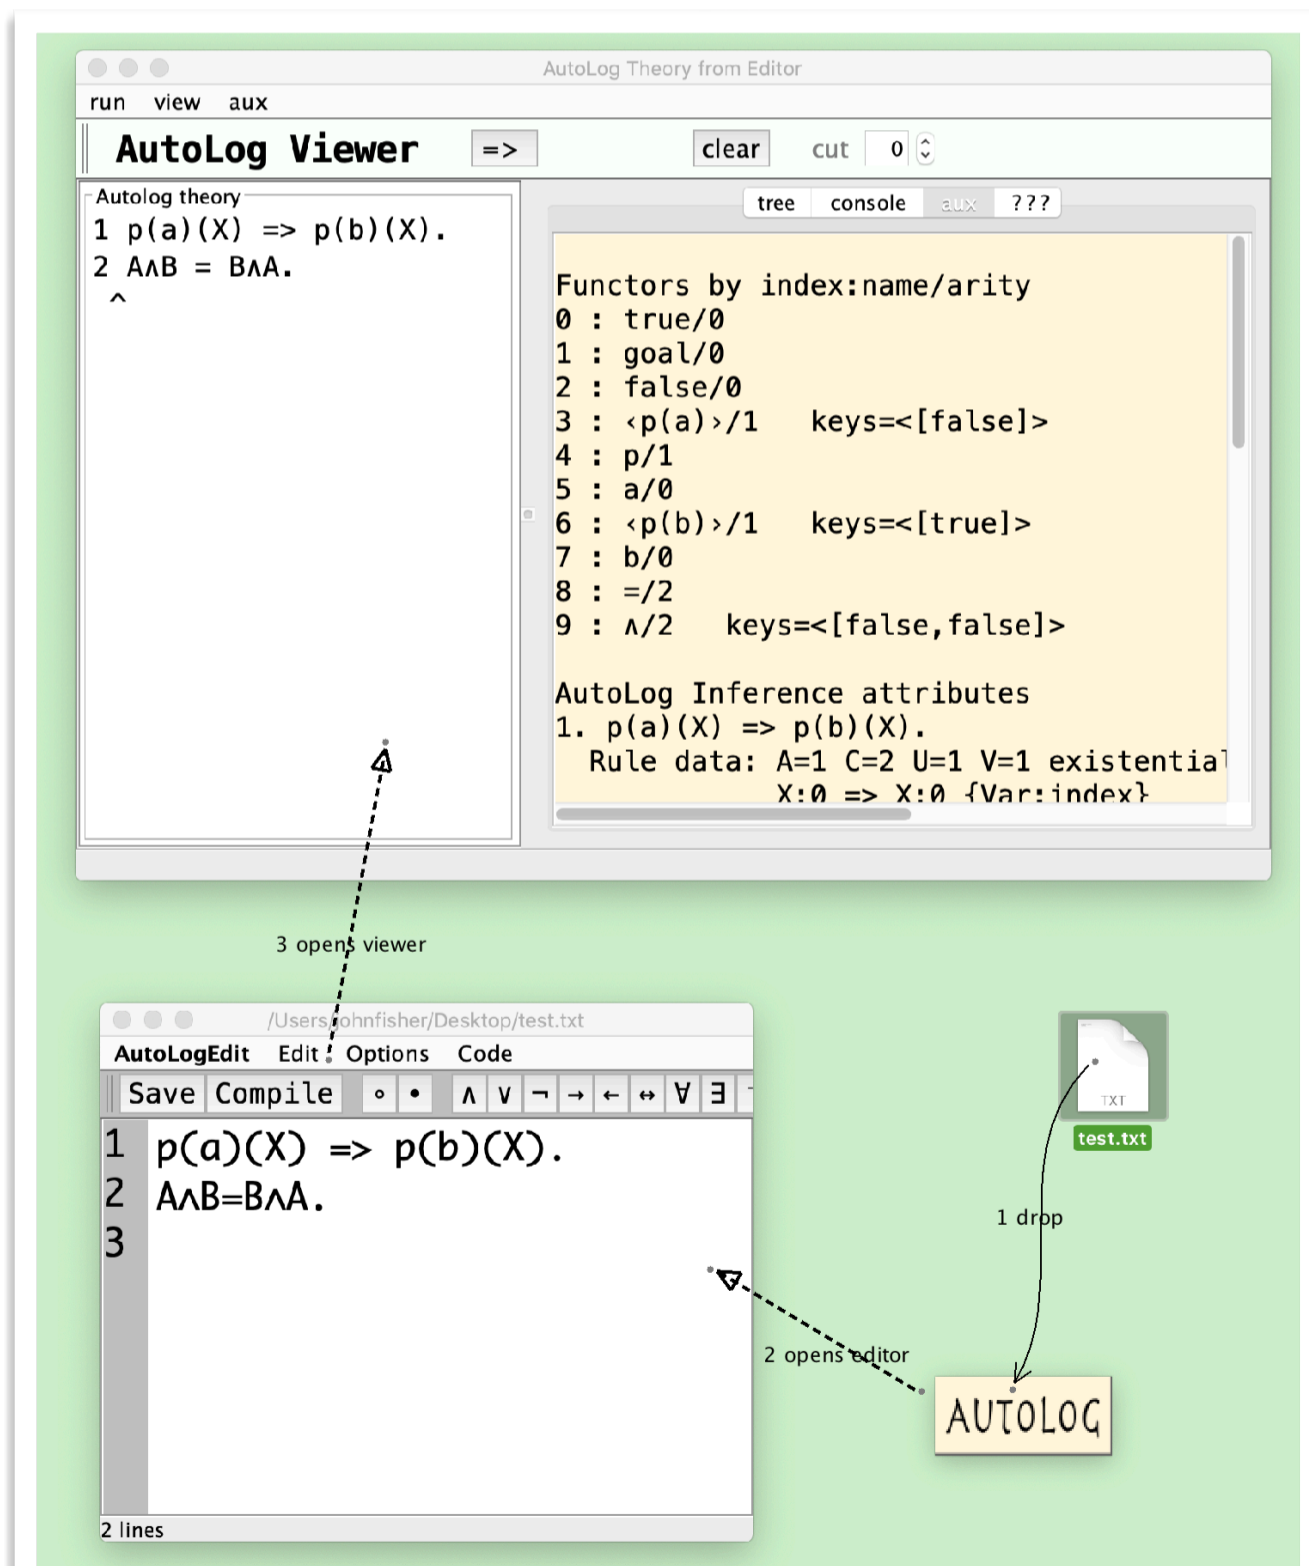 AutoLog Theory from Editor
run view aux
AutoLog Viewer => clear cut 0
Autolog theory
1 p(a)(X) => p(b)(X).
2 A∧B = B∧A.
^
tree console aux ???
Functors by index:name/arity
0 : true/0
1 : goal/0
2 : false/0
3 : ‹p(a)›/1 keys=<[false]>
4 : p/1
5 : a/0
6 : ‹p(b)›/1 keys=<[true]>
7 : b/0
8 : =/2
9 : ∧/2 keys=<[false,false]>
AutoLog Inference attributes
1. p(a)(X) => p(b)(X).
Rule data: A=1 C=2 U=1 V=1 existential
X:0 => X:0 {Var:index}
3 opens viewer
/Users/johnfisher/Desktop/test.txt
AutoLogEdit Edit Options Code
Save Compile ∘ • ∧ ∨ ¬ → ← ↔ ∀ ∃
1 p(a)(X) => p(b)(X).
2 A∧B=B∧A.
3
2 lines
TXT
test.txt
1 drop
2 opens editor
AUTOLOG